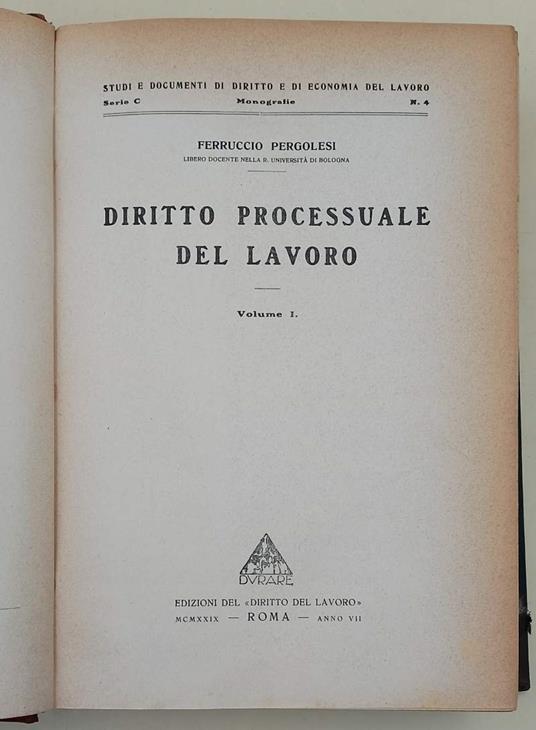 STUDI E DOCUMENTI DI DIRITTO E DI ECONOMIA DEL LAVORO
Serie C Monografie N. 4
FERRUCCIO PERGOLESI
LIBERO DOCENTE NELLA R. UNIVERSITÀ DI BOLOGNA
DIRITTO PROCESSUALE
DEL LAVORO
Volume I.
DVRARE
EDIZIONI DEL «DIRITTO DEL LAVORO»
MCMXXIX — ROMA — ANNO VII